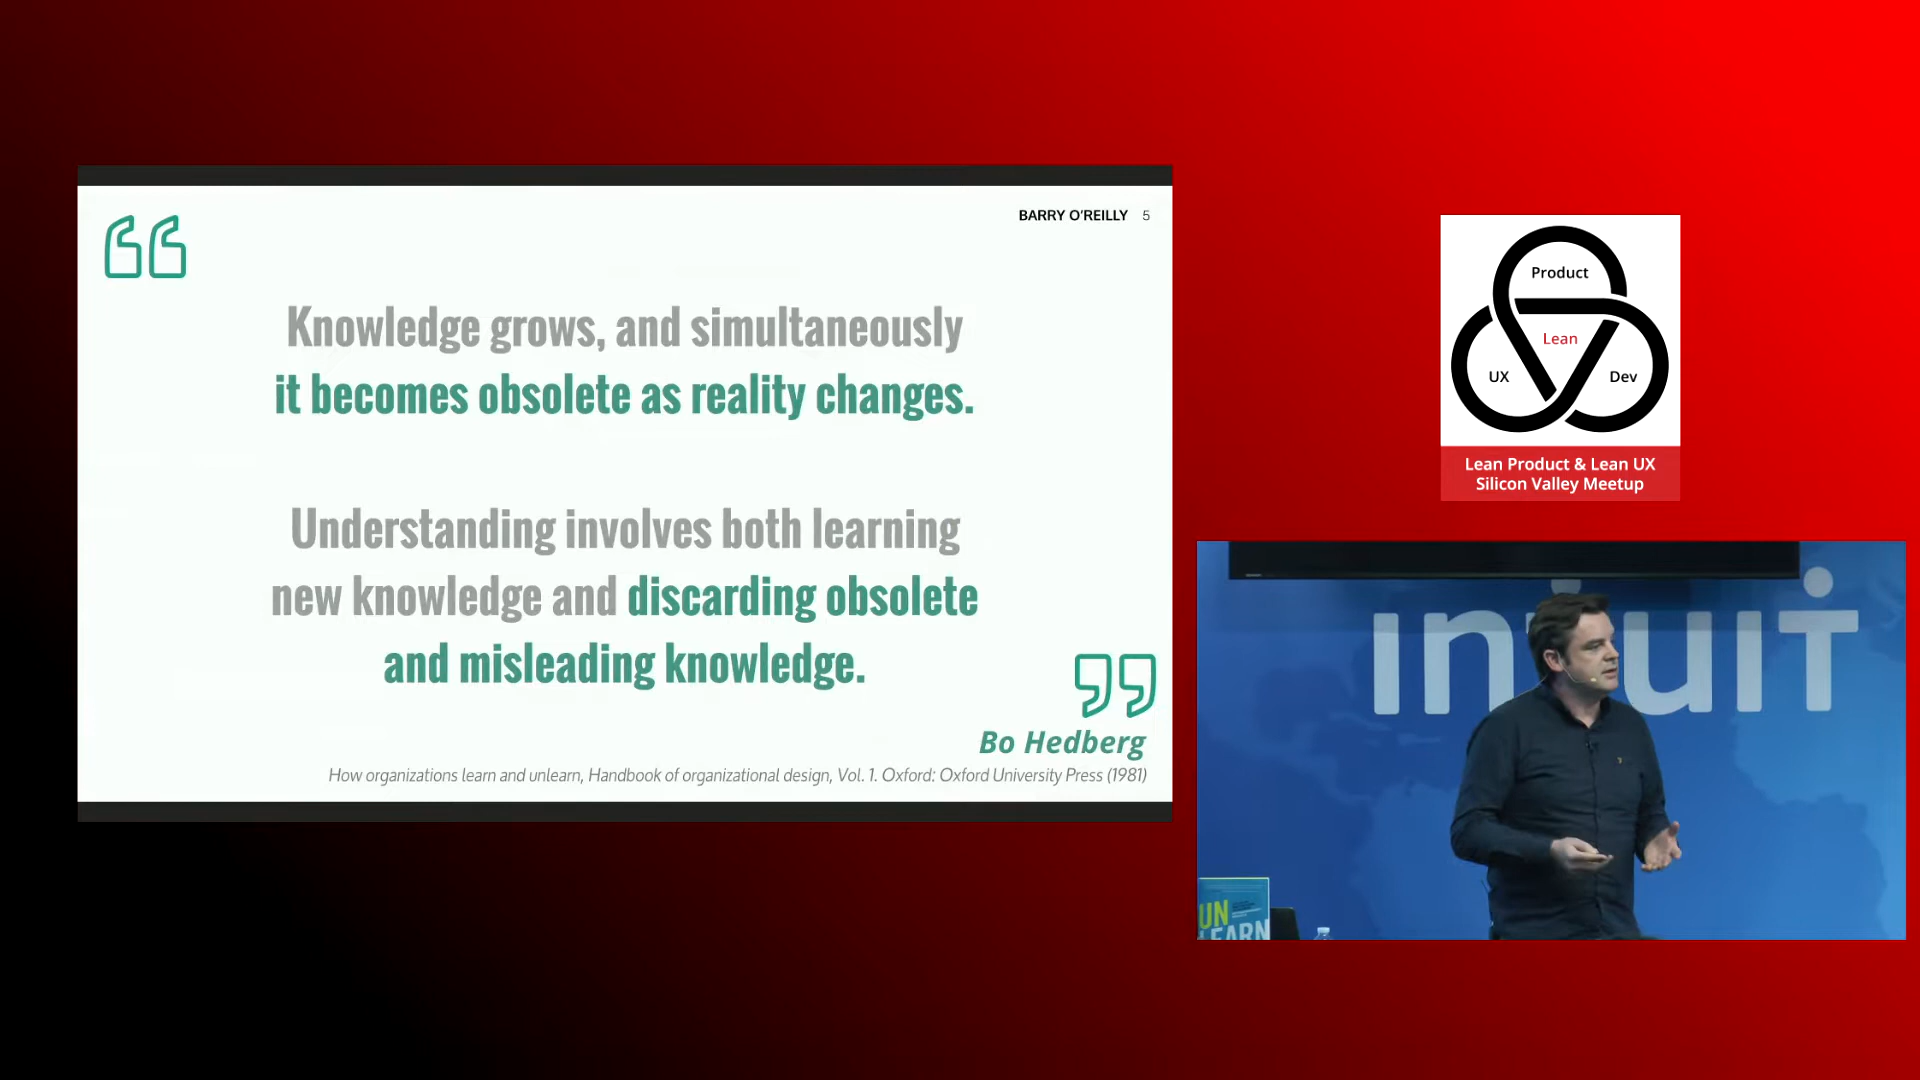 BARRY O'REILLY 5
Knowledge grows, and simultaneously
it becomes obsolete as reality changes.
Understanding involves both learning
new knowledge and discarding obsolete
and misleading knowledge.
Bo Hedberg
How organizations learn and unlearn, Handbook of organizational design, Vol. 1. Oxford: Oxford University Press (1981)
Product
Lean
UX
Dev
Lean Product & Lean UX
Silicon Valley Meetup
intuit
UN
LEARN